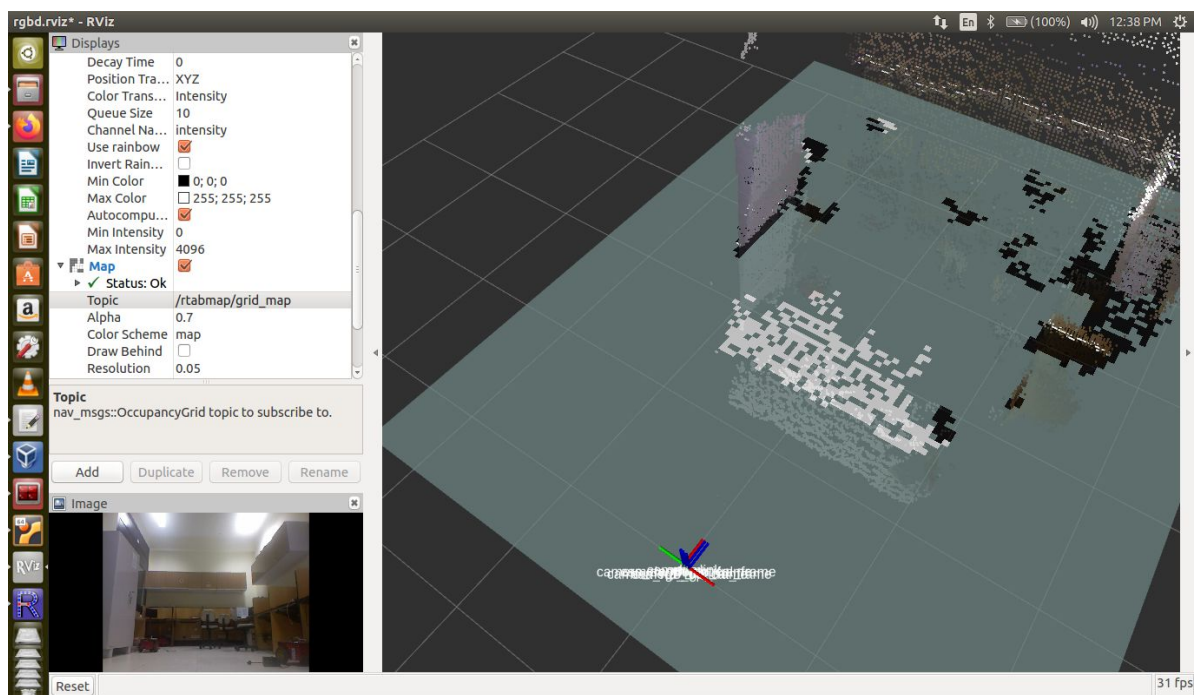 rgbd.rviz* - RViz
En (100%) 12:38 PM
Displays
Decay Time 0
Position Tra... XYZ
Color Trans... Intensity
Queue Size 10
Channel Na... intensity
Use rainbow
Invert Rain...
Min Color 0; 0; 0
Max Color 255; 255; 255
Autocompu...
Min Intensity 0
Max Intensity 4096
Map
Status: Ok
Topic /rtabmap/grid_map
Alpha 0.7
Color Scheme map
Draw Behind
Resolution 0.05
Topic
nav_msgs::OccupancyGrid topic to subscribe to.
Add Duplicate Remove Rename
Image
RViz
Reset
31 fps